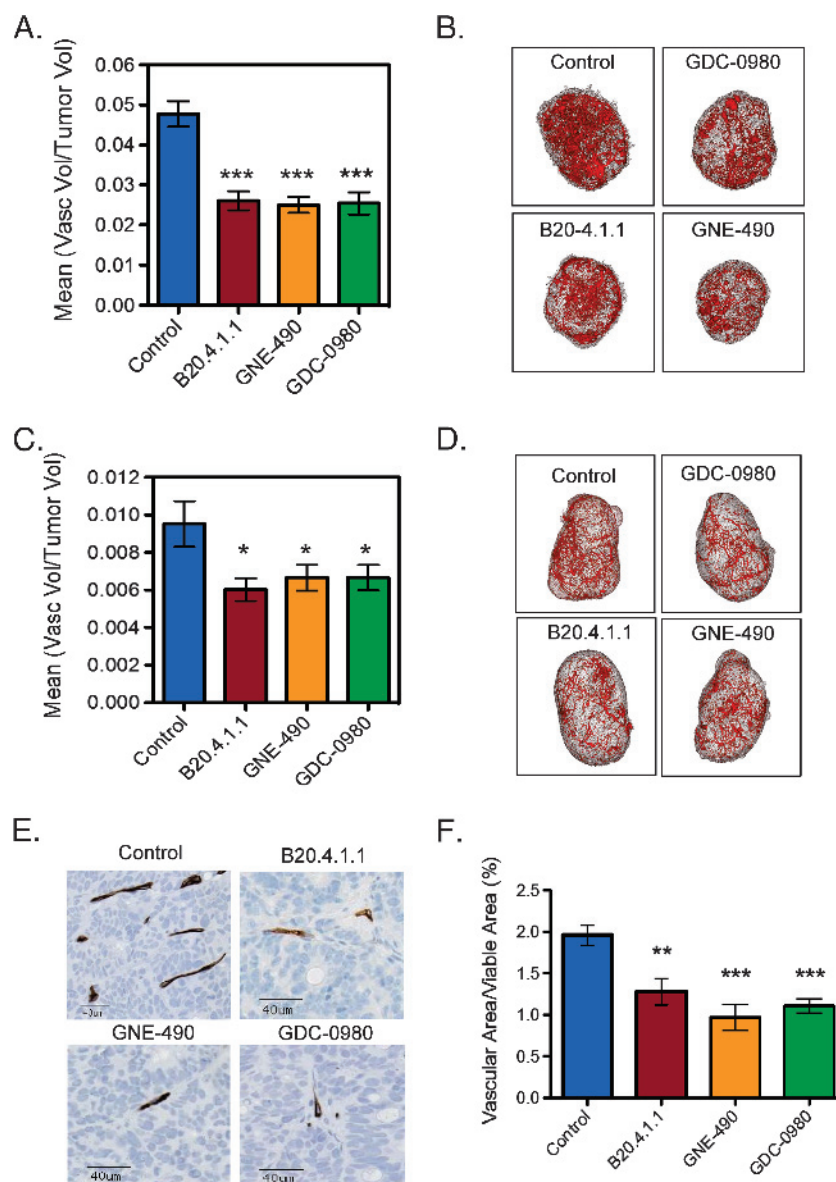 A.
Mean (Vasc Vol/Tumor Vol)
0.06
0.05
0.04
0.03
0.02
0.01
0.00
***
***
***
Control
B20.4.1.1
GNE-490
GDC-0980
B.
Control
GDC-0980
B20-4.1.1
GNE-490
C.
Mean (Vasc Vol/Tumor Vol)
0.012
0.010
0.008
0.006
0.004
0.002
0.000
*
*
*
Control
B20.4.1.1
GNE-490
GDC-0980
D.
Control
GDC-0980
B20.4.1.1
GNE-490
E.
Control
B20.4.1.1
40um
GNE-490
GDC-0980
40um
40um
F.
Vascular Area/Viable Area (%)
2.5
2.0
1.5
1.0
0.5
0.0
**
***
***
Control
B20.4.1.1
GNE-490
GDC-0980